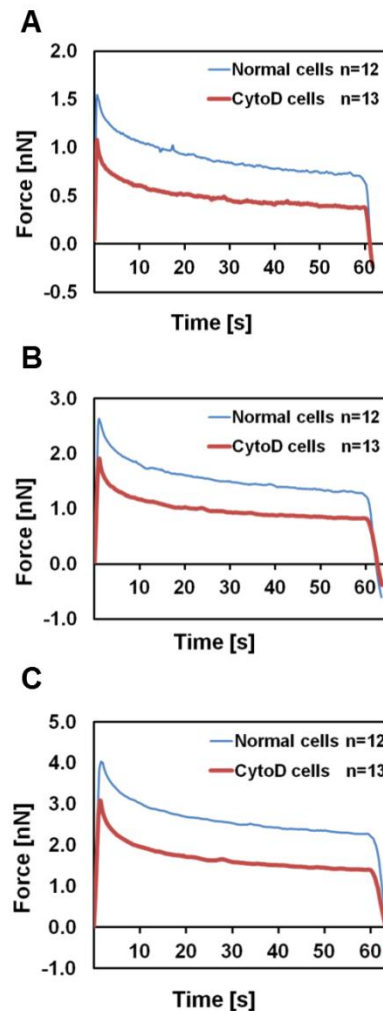 A
2.0
Normal cells n=12
1.5
CytoD cells n=13
1.0
0.5
0.0
10 20 30 40 50 60
-0.5
Force [nN]
Time [s]
B
3.0
Normal cells n=12
2.0
CytoD cells n=13
1.0
0.0
10 20 30 40 50 60
-1.0
Force [nN]
Time [s]
C
5.0
Normal cells n=12
4.0
CytoD cells n=13
3.0
2.0
1.0
0.0
10 20 30 40 50 60
-1.0
Force [nN]
Time [s]